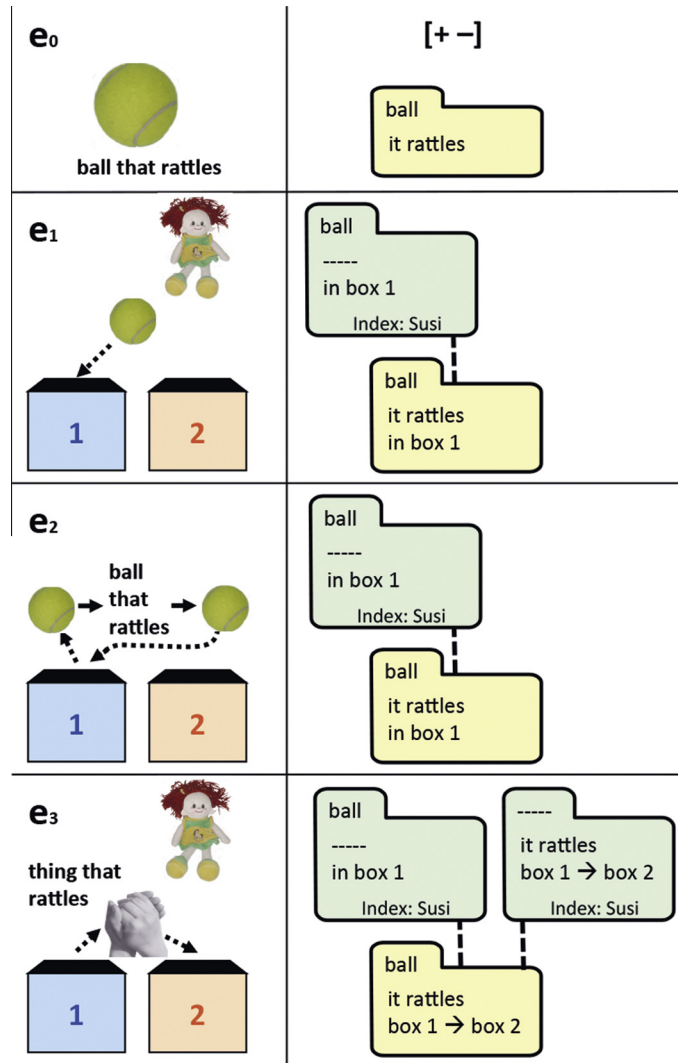 e0
[+ –]
ball that rattles
ball
it rattles
e1
1
2
ball
-----
in box 1
Index: Susi
ball
it rattles
in box 1
e2
ball
that
rattles
1
2
ball
-----
in box 1
Index: Susi
ball
it rattles
in box 1
e3
thing that
rattles
1
2
ball
-----
in box 1
Index: Susi
-----
it rattles
box 1 → box 2
Index: Susi
ball
it rattles
box 1 → box 2